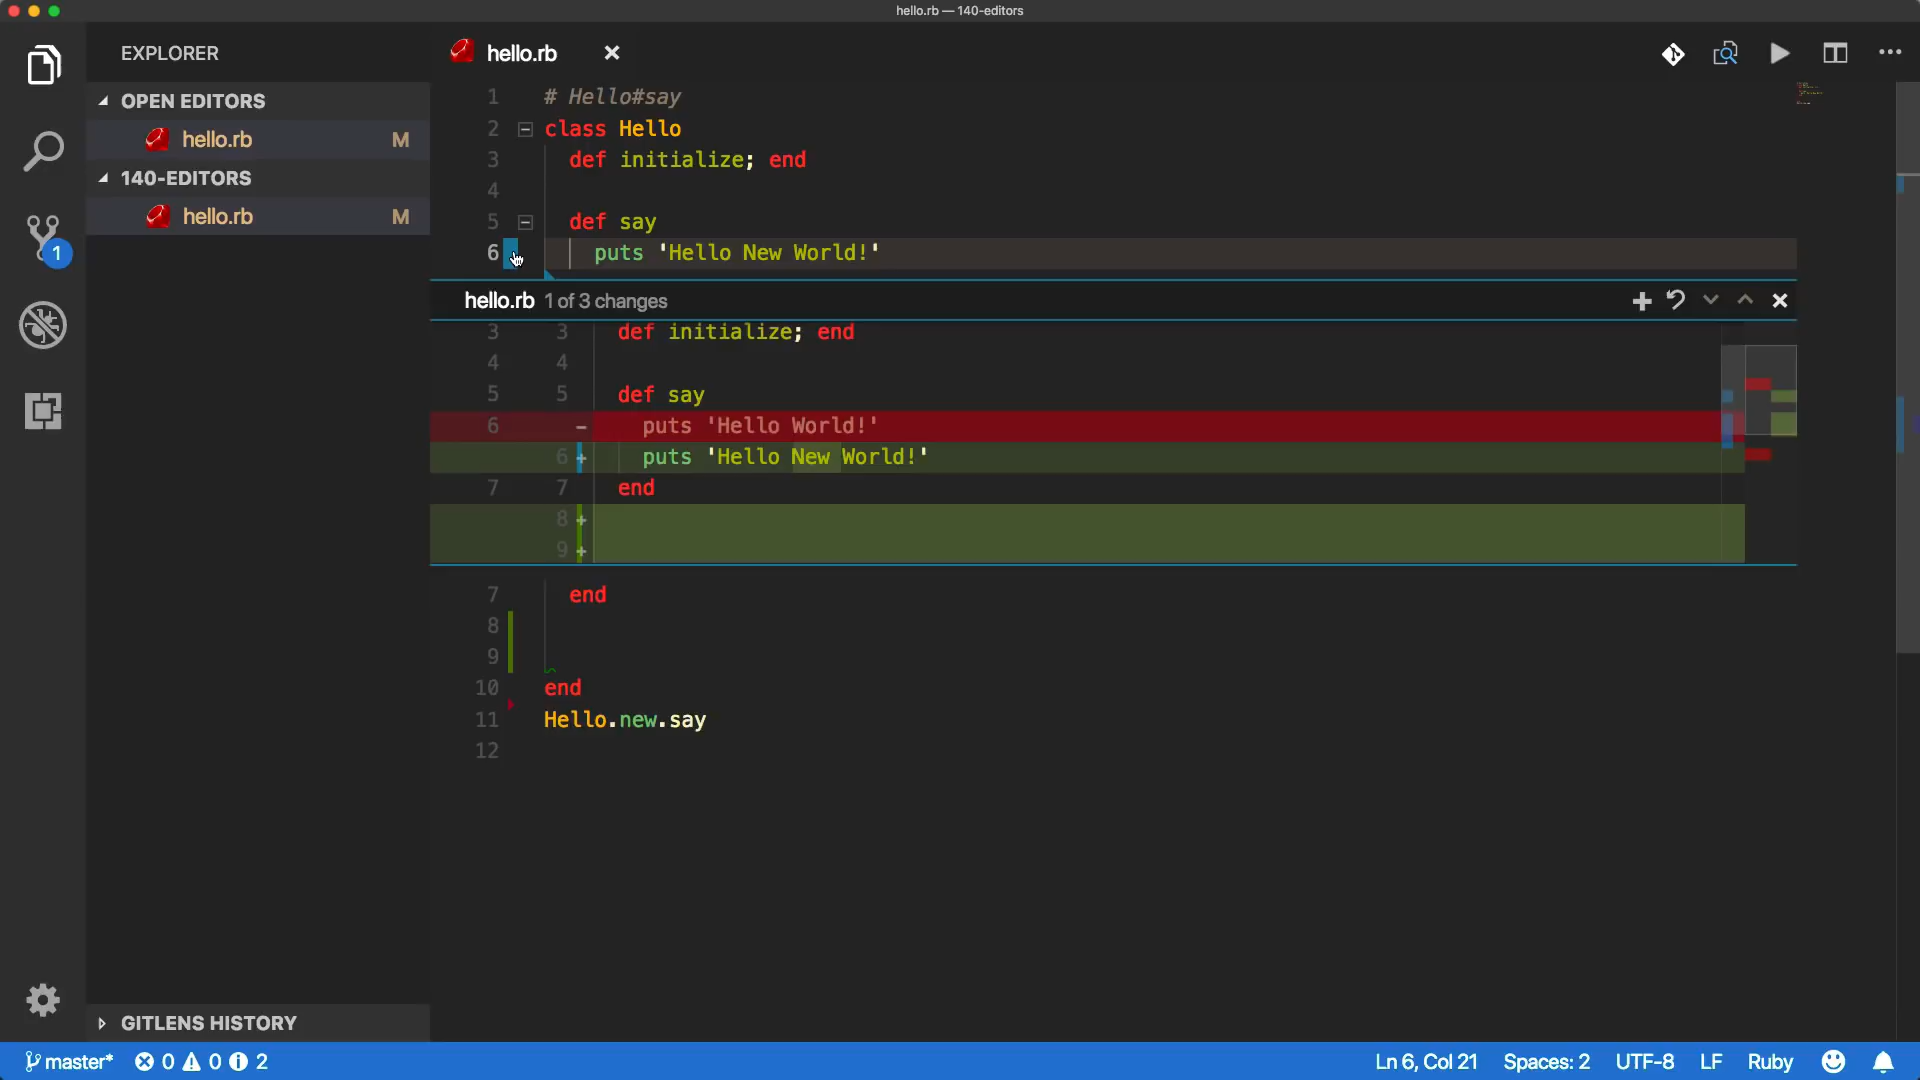 hello.rb — 140-editors
EXPLORER
OPEN EDITORS
hello.rb M
140-EDITORS
hello.rb M
1
GITLENS HISTORY
hello.rb
1 # Hello#say
2 class Hello
3 def initialize; end
4
5 def say
6 puts 'Hello New World!'
hello.rb 1 of 3 changes
3 3 def initialize; end
4 4
5 5 def say
6 - puts 'Hello World!'
6 + puts 'Hello New World!'
7 7 end
8 +
9 +
7 end
8
9
10 end
11 Hello.new.say
12
master* 0 0 2 Ln 6, Col 21 Spaces: 2 UTF-8 LF Ruby